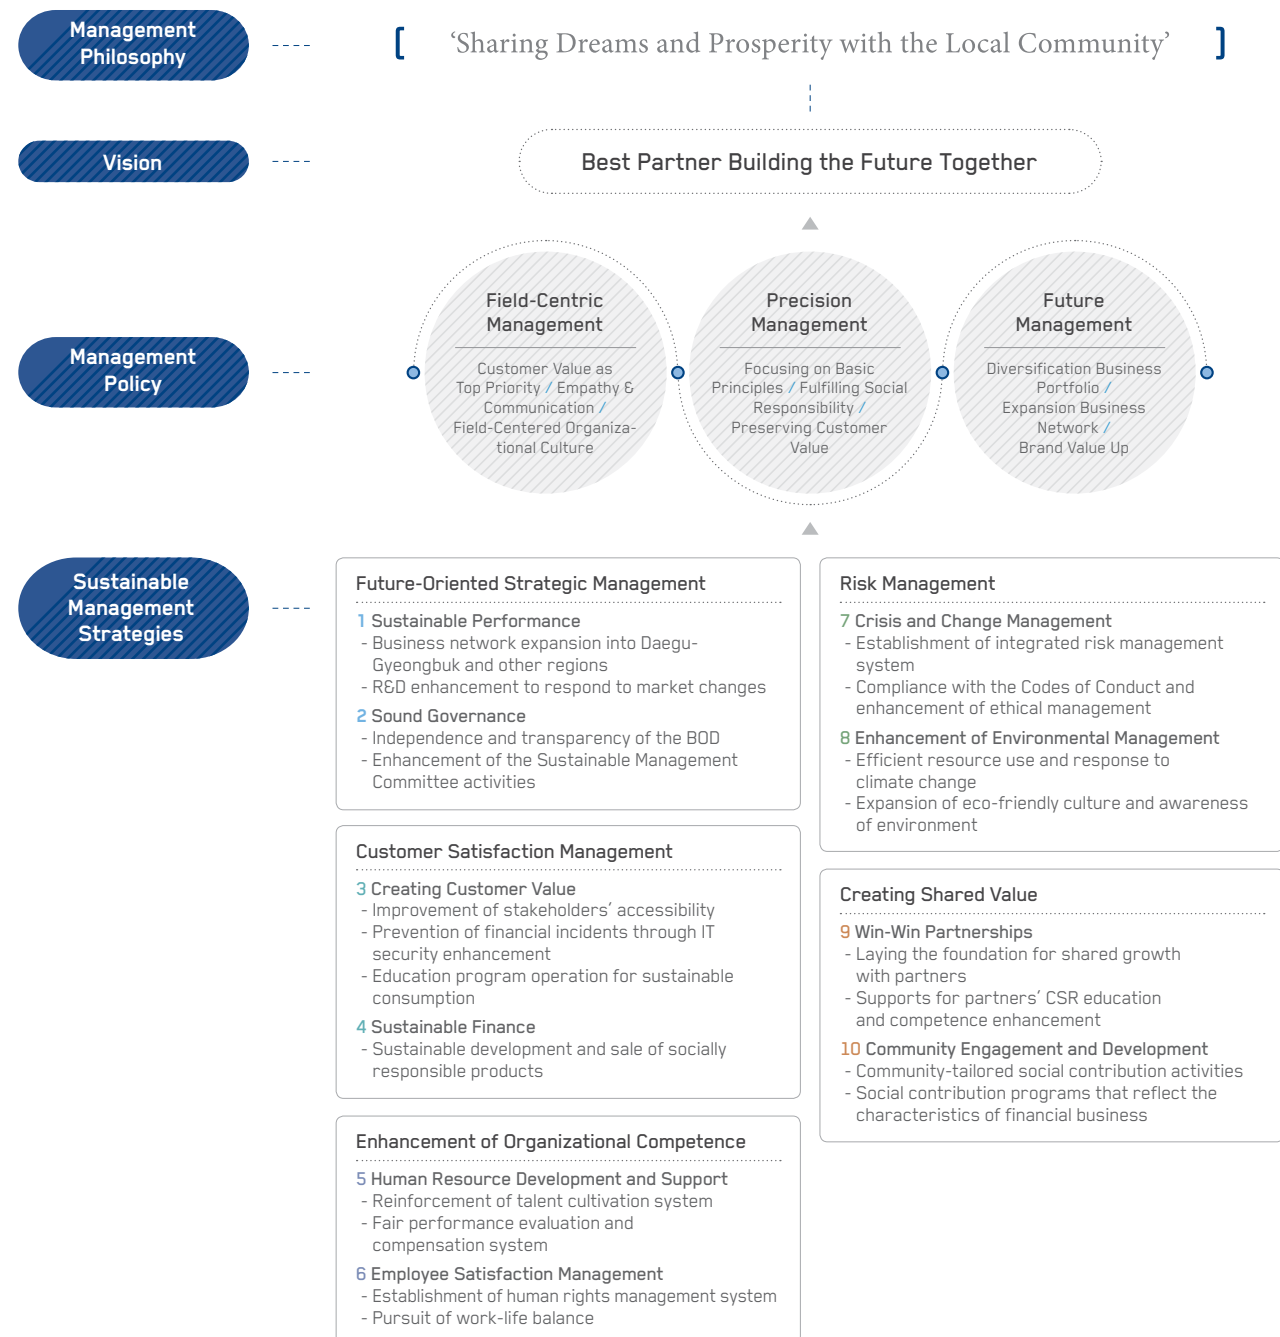 Management
Philosophy
[ ‘Sharing Dreams and Prosperity with the Local Community’ ]
Vision
Best Partner Building the Future Together
Management
Policy
Field-Centric
Management
Customer Value as
Top Priority / Empathy &
Communication /
Field-Centered Organiza-
tional Culture
Precision
Management
Focusing on Basic
Principles / Fulfilling Social
Responsibility /
Preserving Customer
Value
Future
Management
Diversification Business
Portfolio /
Expansion Business
Network /
Brand Value Up
Sustainable
Management
Strategies
Future-Oriented Strategic Management
1 Sustainable Performance
- Business network expansion into Daegu-
Gyeongbuk and other regions
- R&D enhancement to respond to market changes
2 Sound Governance
- Independence and transparency of the BOD
- Enhancement of the Sustainable Management
Committee activities
Customer Satisfaction Management
3 Creating Customer Value
- Improvement of stakeholders’ accessibility
- Prevention of financial incidents through IT
security enhancement
- Education program operation for sustainable
consumption
4 Sustainable Finance
- Sustainable development and sale of socially
responsible products
Enhancement of Organizational Competence
5 Human Resource Development and Support
- Reinforcement of talent cultivation system
- Fair performance evaluation and
compensation system
6 Employee Satisfaction Management
- Establishment of human rights management system
- Pursuit of work-life balance
Risk Management
7 Crisis and Change Management
- Establishment of integrated risk management
system
- Compliance with the Codes of Conduct and
enhancement of ethical management
8 Enhancement of Environmental Management
- Efficient resource use and response to
climate change
- Expansion of eco-friendly culture and awareness
of environment
Creating Shared Value
9 Win-Win Partnerships
- Laying the foundation for shared growth
with partners
- Supports for partners’ CSR education
and competence enhancement
10 Community Engagement and Development
- Community-tailored social contribution activities
- Social contribution programs that reflect the
characteristics of financial business